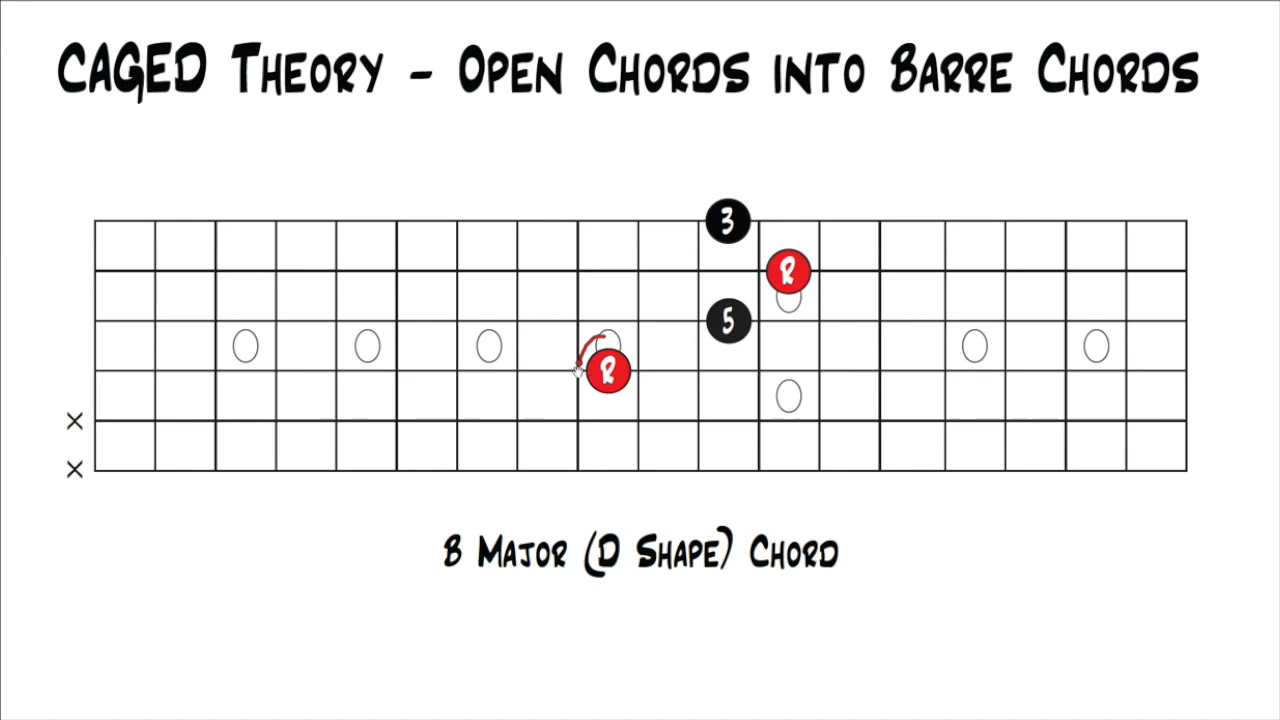 CAGED Theory - Open Chords into Barre Chords
3
R
5
R
×
×
B Major (D Shape) Chord